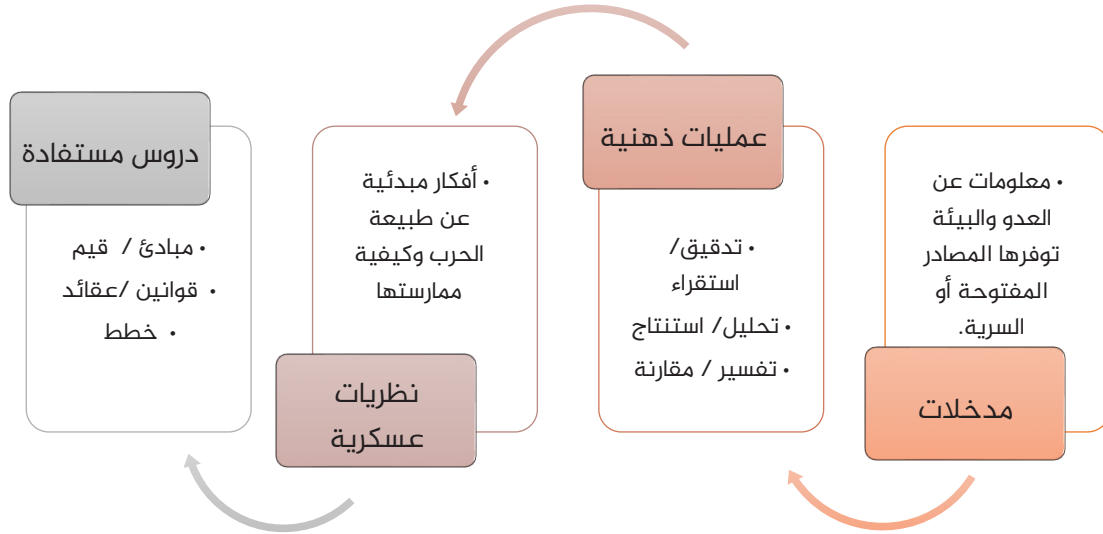 • معلومات عن
العدو والبيئة
توفرها المصادر
المفتوحة أو
السرية.
مدخلات
عمليات ذهنية
• تدقيق/
استقراء
• تحليل/ استنتاج
• تفسير / مقارنة
• أفكار مبدئية
عن طبيعة
الحرب وكيفية
ممارستها
نظريات
عسكرية
دروس مستفادة
• مبادئ / قيم
• قوانين /عقائد
• خطط